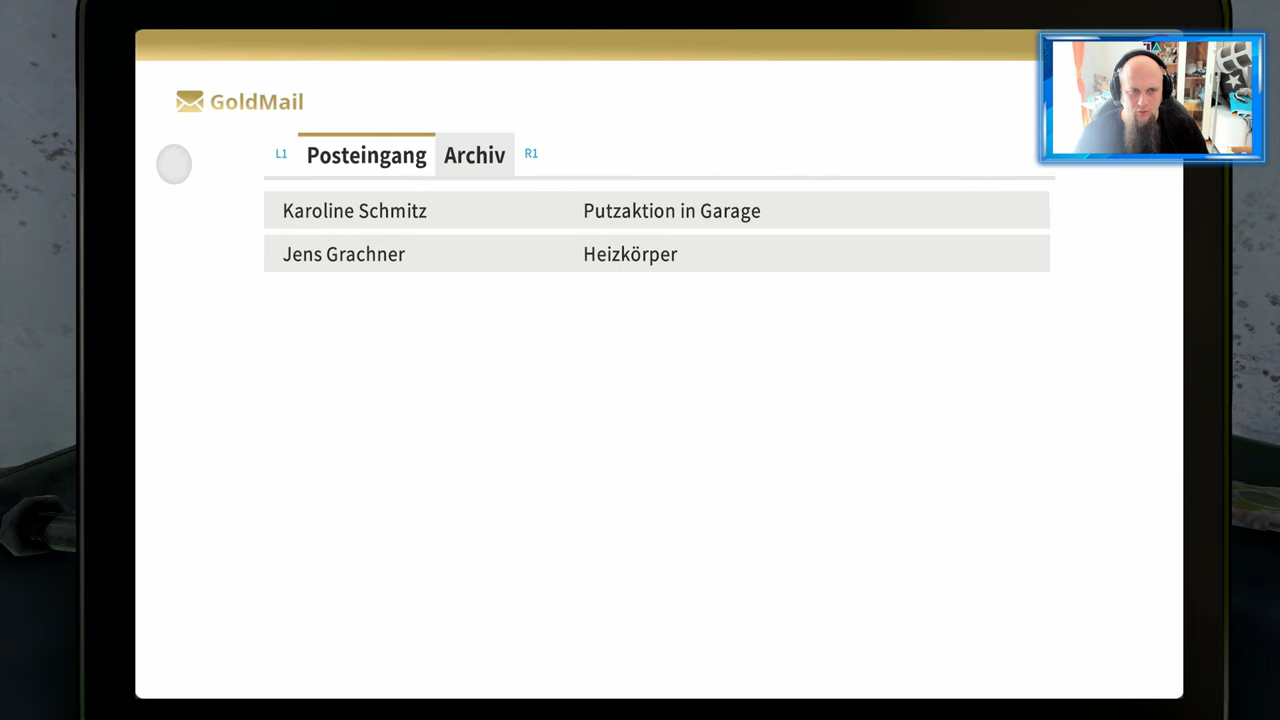 GoldMail
L1 Posteingang Archiv R1
Karoline Schmitz Putzaktion in Garage
Jens Grachner Heizkörper